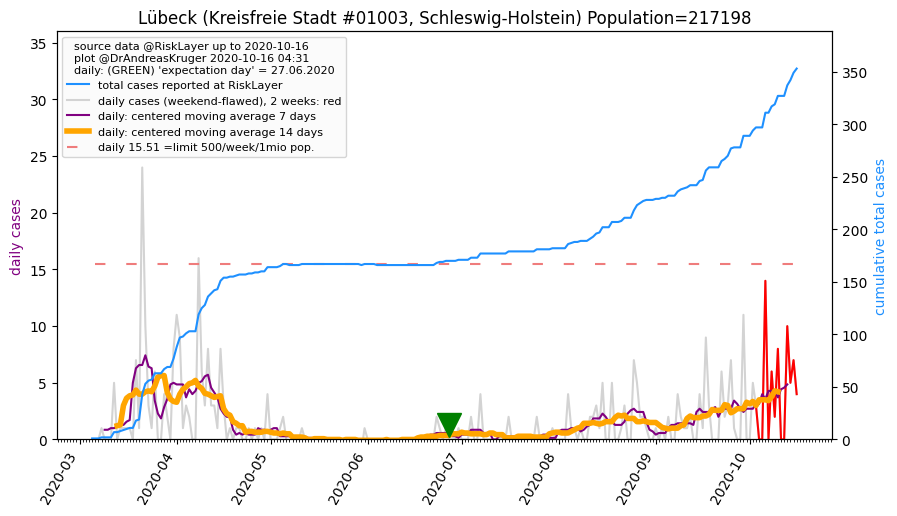 Lübeck (Kreisfreie Stadt #01003, Schleswig-Holstein) Population=217198
source data @RiskLayer up to 2020-10-16
plot @DrAndreasKruger 2020-10-16 04:31
daily: (GREEN) 'expectation day' = 27.06.2020
total cases reported at RiskLayer
daily cases (weekend-flawed), 2 weeks: red
daily: centered moving average 7 days
daily: centered moving average 14 days
daily 15.51 =limit 500/week/1mio pop.
daily cases
35
30
25
20
15
10
5
0
cumulative total cases
350
300
250
200
150
100
50
0
2020-03
2020-04
2020-05
2020-06
2020-07
2020-08
2020-09
2020-10